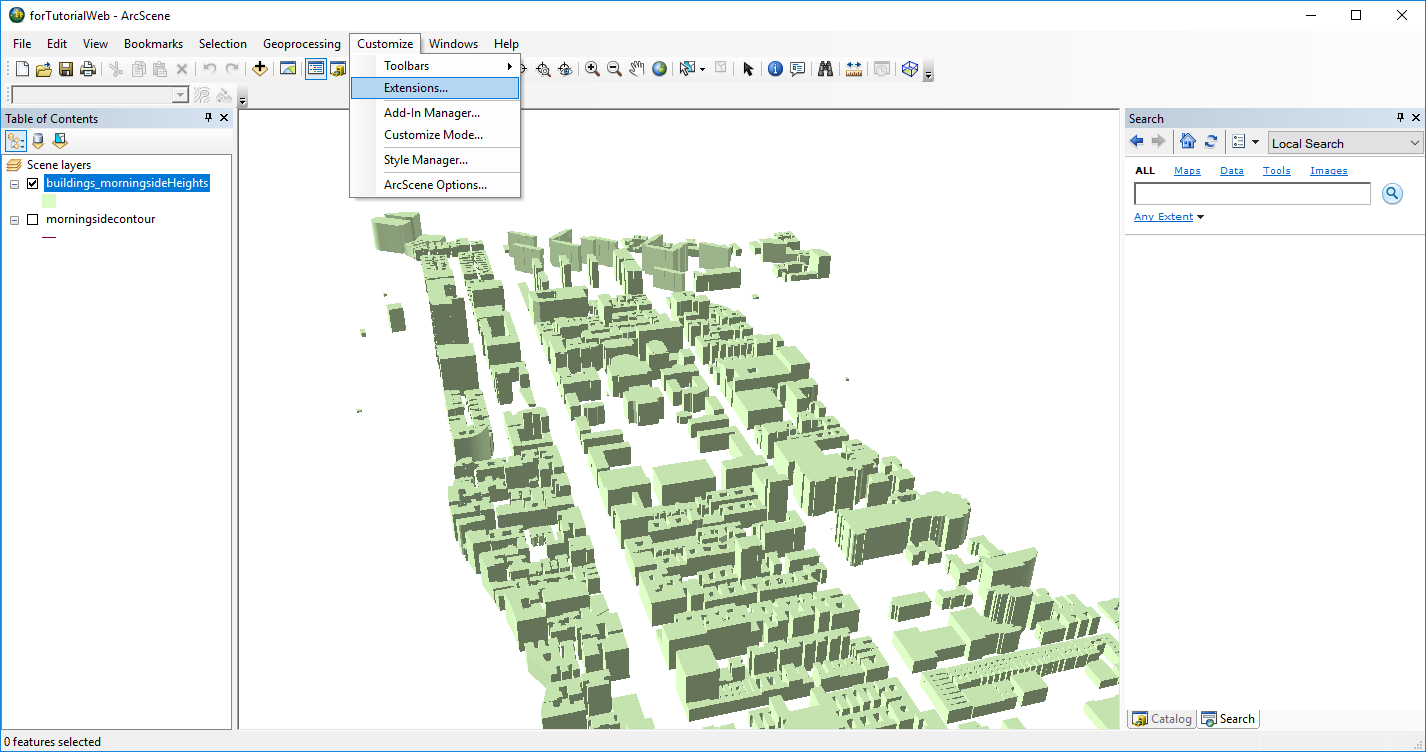 forTutorialWeb - ArcScene
File Edit View Bookmarks Selection Geoprocessing Customize Windows Help
Toolbars
Extensions...
Add-In Manager...
Customize Mode...
Style Manager...
ArcScene Options...
Table of Contents
Scene layers
buildings_morningsideHeights
morningsidecontour
Search
Local Search
ALL Maps Data Tools Images
Any Extent
Catalog Search
0 features selected